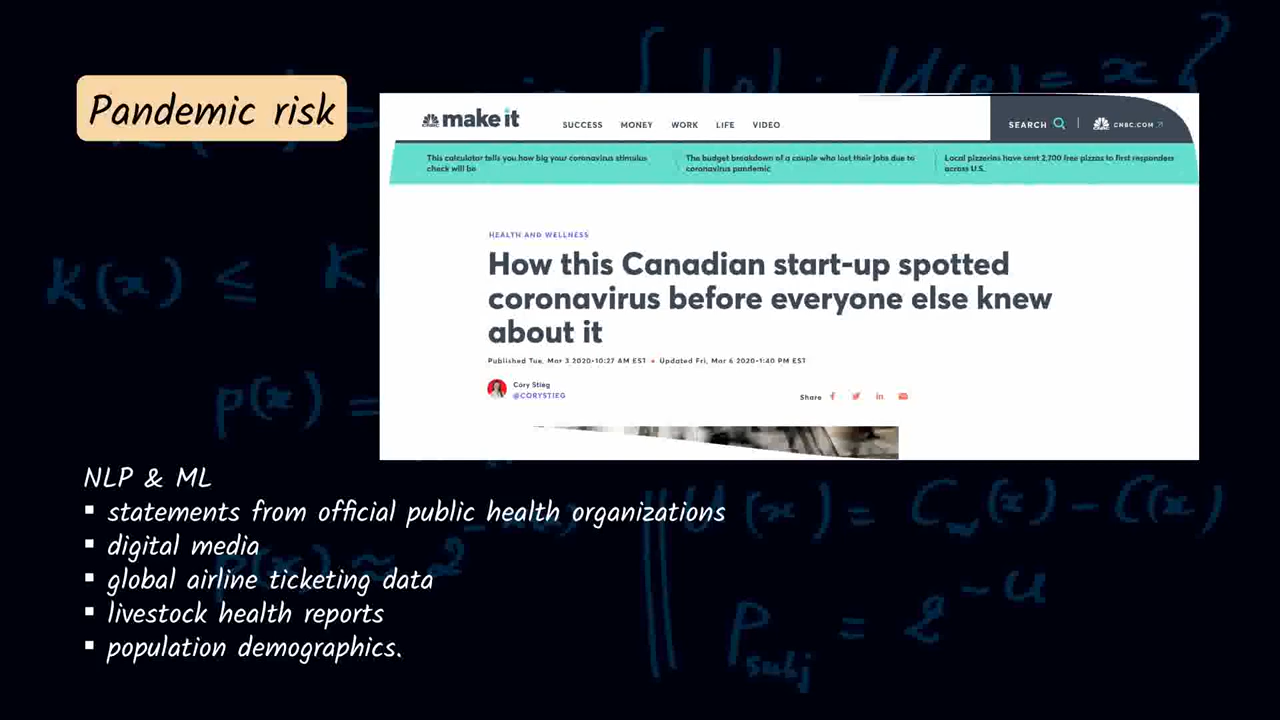 Pandemic risk
CNBC make it
SUCCESS MONEY WORK LIFE VIDEO
SEARCH | CNBC.COM
This calculator tells you how big your coronavirus stimulus
check will be
The budget breakdown of a couple who lost their jobs due to
coronavirus pandemic
Local pizzerias have sent 2,700 free pizzas to first responders
across U.S.
HEALTH AND WELLNESS
How this Canadian start-up spotted
coronavirus before everyone else knew
about it
Published Tue, Mar 3 2020•10:27 AM EST • Updated Fri, Mar 6 2020•1:40 PM EST
Cory Stieg
@CORYSTIEG
Share
K(x) ≤ K
p(x) =
NLP & ML
▪ statements from official public health organizations
▪ digital media
▪ global airline ticketing data
▪ livestock health reports
▪ population demographics.
(x) = C (x) - C(x)
P subj = 2^-u